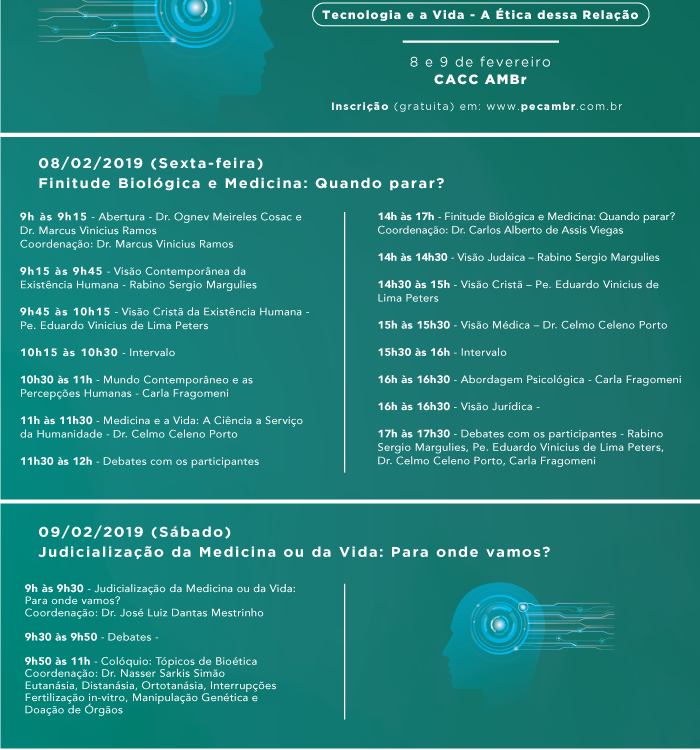 Tecnologia e a Vida - A Ética dessa Relação
8 e 9 de fevereiro
CACC AMBr
Inscrição (gratuita) em: www.pecambr.com.br
08/02/2019 (Sexta-feira)
Finitude Biológica e Medicina: Quando parar?
9h às 9h15 - Abertura - Dr. Ognev Meireles Cosac e
Dr. Marcus Vinicius Ramos
Coordenação: Dr. Marcus Vinicius Ramos
9h15 às 9h45 - Visão Contemporânea da
Existência Humana - Rabino Sergio Margulies
9h45 às 10h15 - Visão Cristã da Existência Humana -
Pe. Eduardo Vinicius de Lima Peters
10h15 às 10h30 - Intervalo
10h30 às 11h - Mundo Contemporâneo e as
Percepções Humanas - Carla Fragomeni
11h às 11h30 - Medicina e a Vida: A Ciência a Serviço
da Humanidade - Dr. Celmo Celeno Porto
11h30 às 12h - Debates com os participantes
14h às 17h - Finitude Biológica e Medicina: Quando parar?
Coordenação: Dr. Carlos Alberto de Assis Viegas
14h às 14h30 - Visão Judaica – Rabino Sergio Margulies
14h30 às 15h - Visão Cristã – Pe. Eduardo Vinicius de
Lima Peters
15h às 15h30 - Visão Médica – Dr. Celmo Celeno Porto
15h30 às 16h - Intervalo
16h às 16h30 - Abordagem Psicológica - Carla Fragomeni
16h às 16h30 - Visão Jurídica -
17h às 17h30 - Debates com os participantes - Rabino
Sergio Margulies, Pe. Eduardo Vinicius de Lima Peters,
Dr. Celmo Celeno Porto, Carla Fragomeni
09/02/2019 (Sábado)
Judicialização da Medicina ou da Vida: Para onde vamos?
9h às 9h30 - Judicialização da Medicina ou da Vida:
Para onde vamos?
Coordenação: Dr. José Luiz Dantas Mestrinho
9h30 às 9h50 - Debates -
9h50 às 11h - Colóquio: Tópicos de Bioética
Coordenação: Dr. Nasser Sarkis Simão
Eutanásia, Distanásia, Ortotanásia, Interrupções
Fertilização in-vitro, Manipulação Genética e
Doação de Órgãos